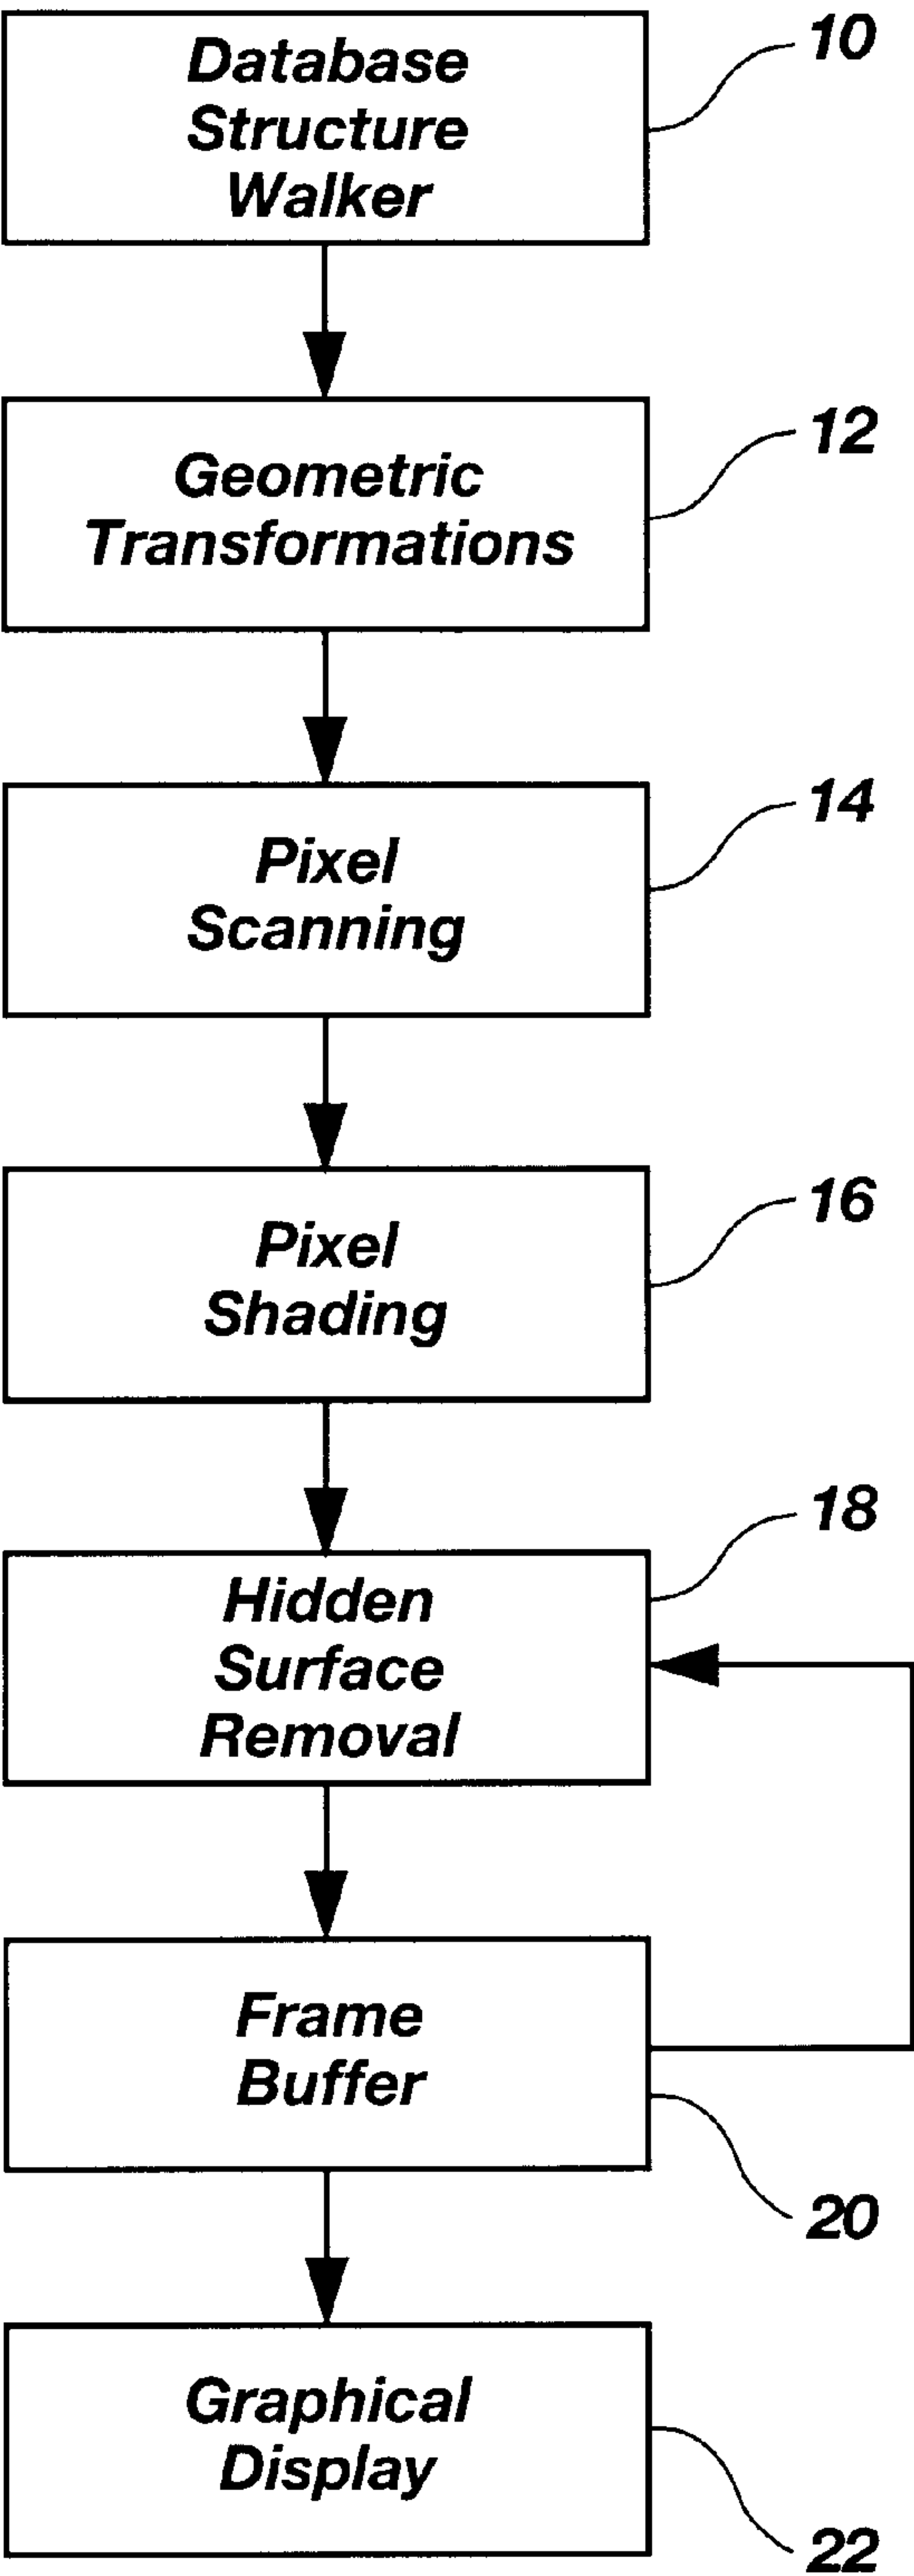 Database
Structure
Walker
10
Geometric
Transformations
12
Pixel
Scanning
14
Pixel
Shading
16
Hidden
Surface
Removal
18
Frame
Buffer
20
Graphical
Display
22